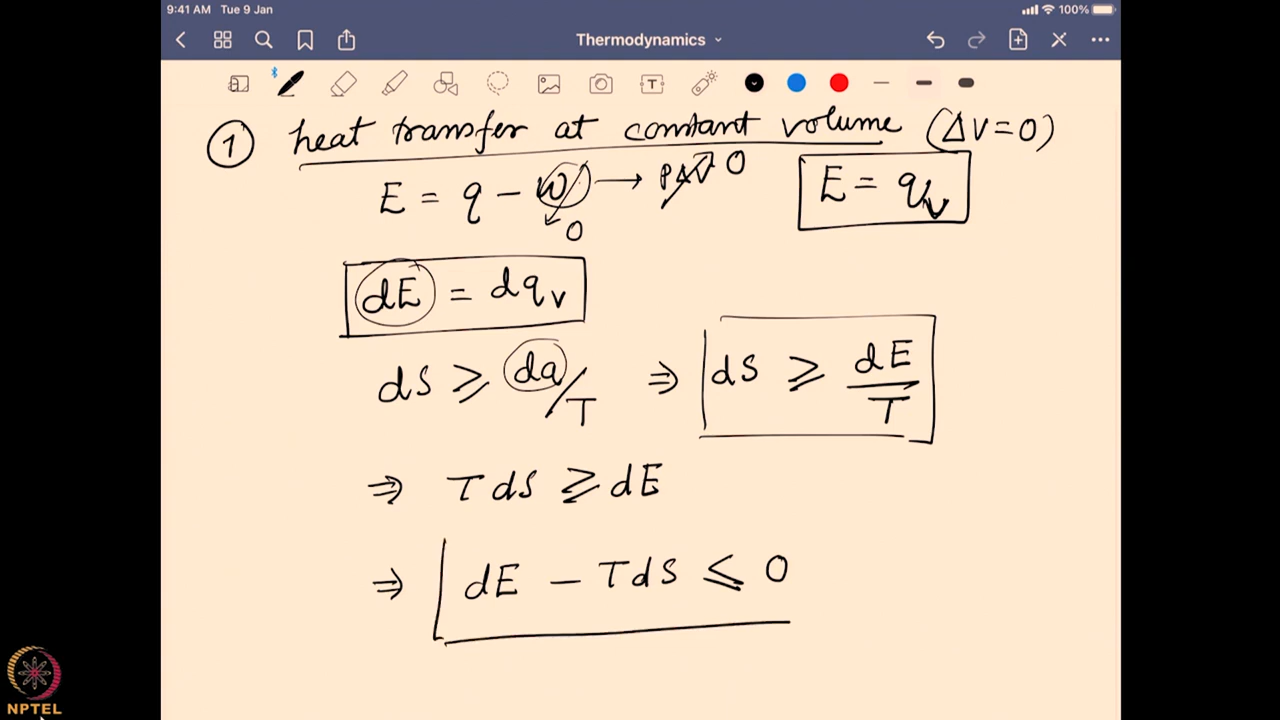 9:41 AM Tue 9 Jan
100%
Thermodynamics
T
① heat transfer at constant volume (ΔV=0)
E = q - w → PΔV 0 E = qv
0
dE = dqv
dS ⩾ dq/T ⇒ dS ⩾ dE/T
⇒ TdS ⩾ dE
⇒ dE - TdS ⩽ 0
NPTEL